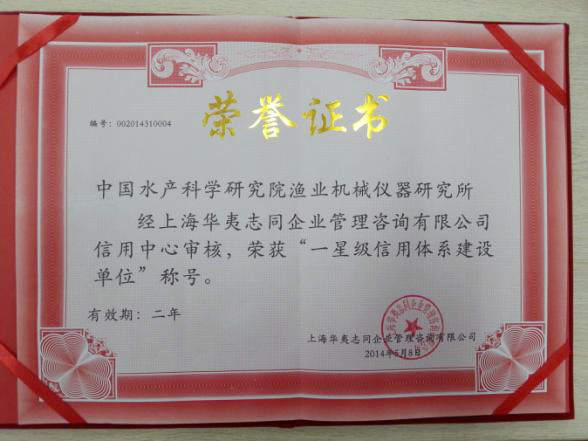 荣誉证书
编号：002014310004
中国水产科学研究院渔业机械仪器研究所
经上海华夷志同企业管理咨询有限公司
信用中心审核，荣获“一星级信用体系建设
单位”称号。
有效期：二年
上海华夷志同企业管理咨询有限公司
2014年5月8日